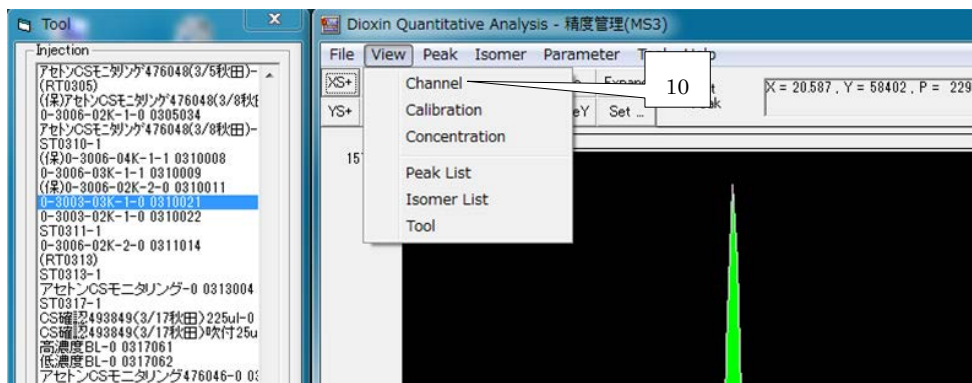 Tool
Injection
アセトンCSモニタリング476048(3/5秋田)-
(RT0305)
(保)アセトンCSモニタリング476048(3/8秋
0-3006-02K-1-0 0305034
アセトンCSモニタリング476048(3/8秋田)-
ST0310-1
(保)0-3006-04K-1-1 0310008
0-3006-03K-1-1 0310009
(保)0-3006-02K-2-0 0310011
0-3003-03K-1-0 0310021
0-3003-02K-1-0 0310022
ST0311-1
0-3006-02K-2-0 0311014
(RT0313)
ST0313-1
アセトンCSモニタリング-0 0313004
ST0317-1
CS確認493849(3/17秋田)225ul-0
CS確認493849(3/17秋田)吹付25u
高濃度BL-0 0317061
低濃度BL-0 0317062
アセトンCSモニタリング476046-0 03
Dioxin Quantitative Analysis - 精度管理(MS3)
File View Peak Isomer Parameter
XS+
YS+ eY Set ...
X = 20.587 , Y = 58402 , P = 229
10
15
Channel
Calibration
Concentration
Peak List
Isomer List
Tool